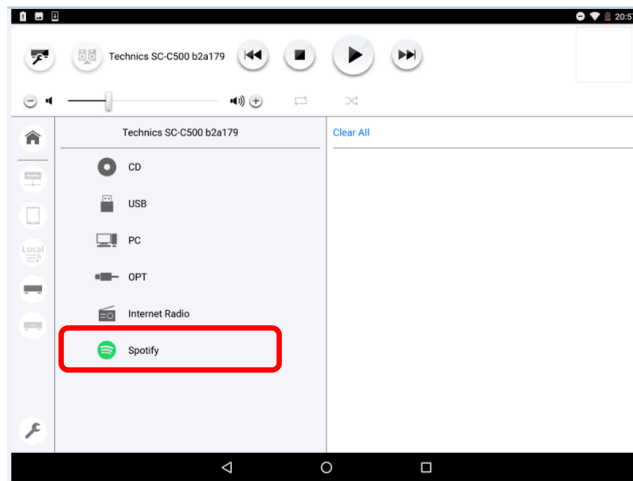 20:5
Technics SC-C500 b2a179
Technics SC-C500 b2a179
Clear All
CD
USB
PC
OPT
Local
Internet Radio
Spotify